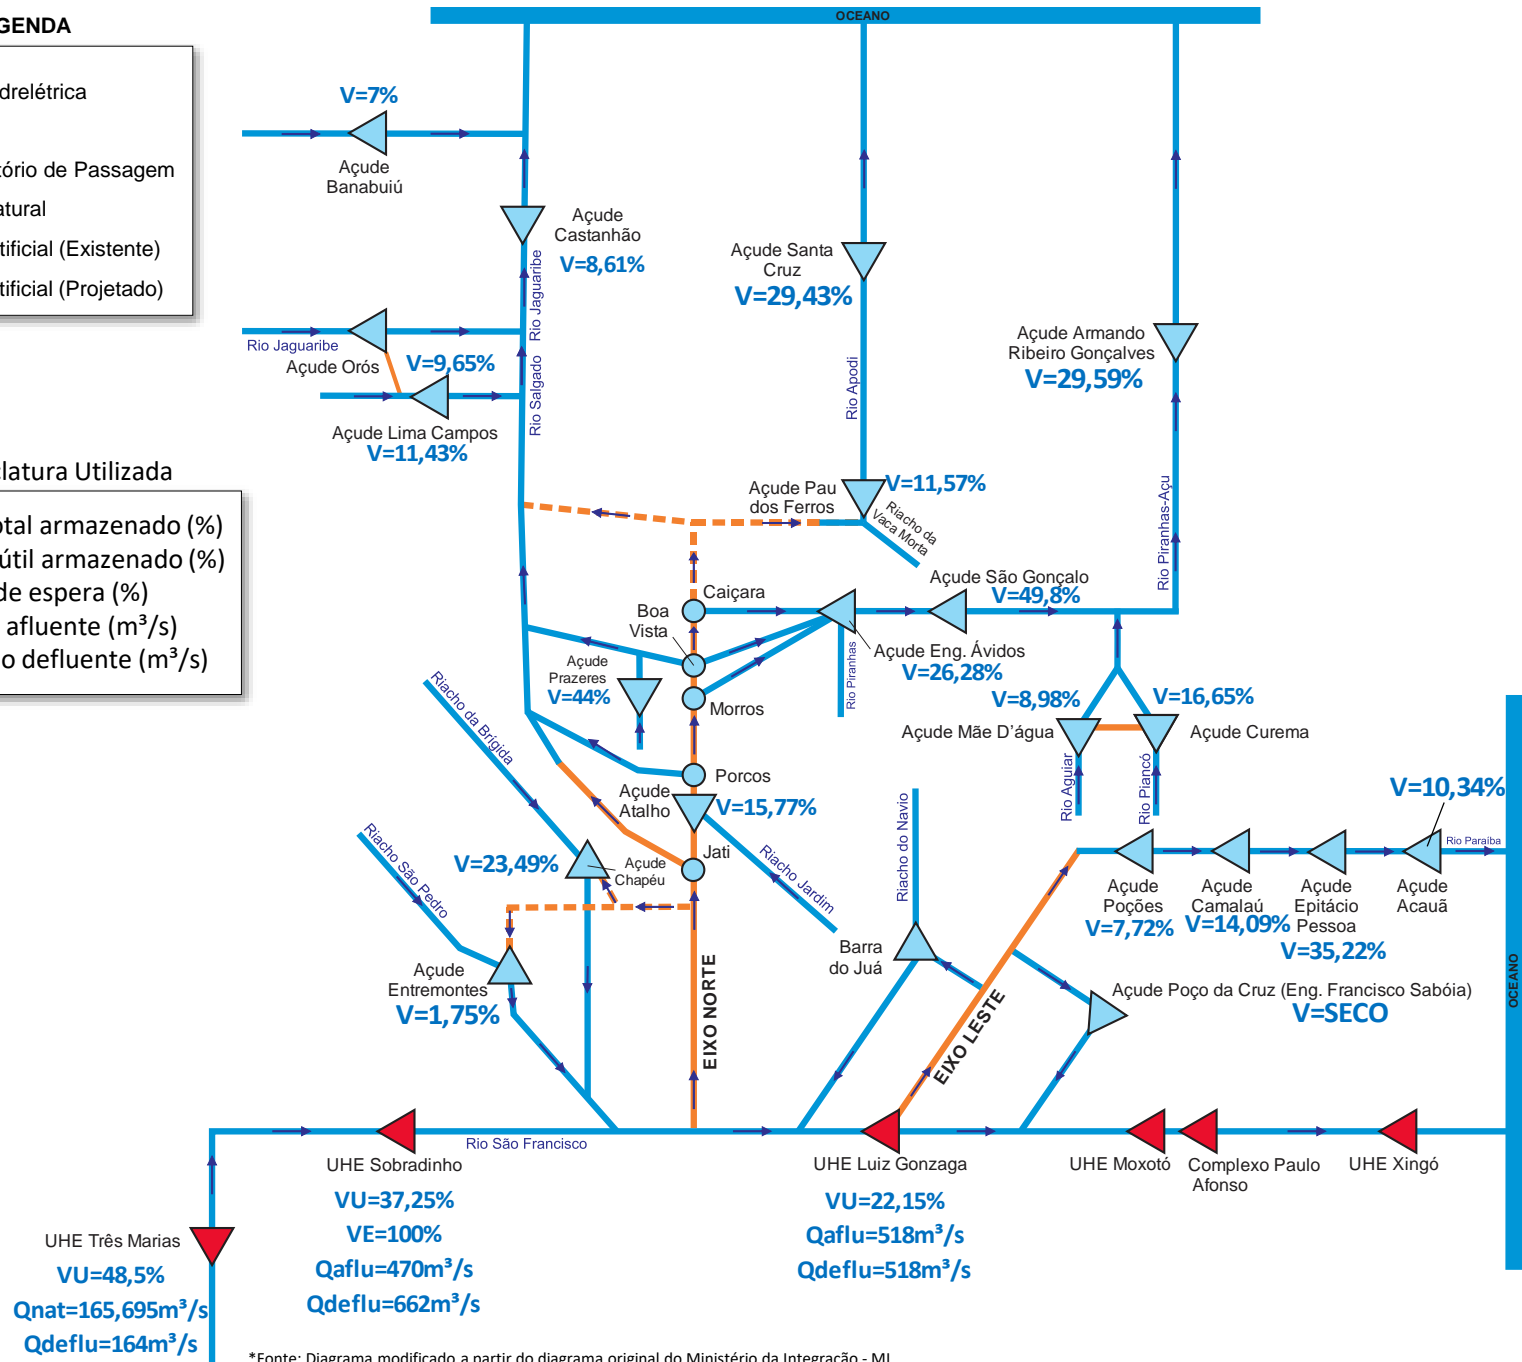 OCEANO
GENDA
drelétrica
tório de Passagem
atural
tificial (Existente)
tificial (Projetado)
V=7%
Açude
Banabuiú
Açude
Castanhão
V=8,61%
Rio Jaguaribe
Açude Santa
Cruz
V=29,43%
Açude Armando
Ribeiro Gonçalves
V=29,59%
Rio Jaguaribe
Açude Orós
V=9,65%
Rio Salgado
Rio Apodi
Açude Lima Campos
V=11,43%
clatura Utilizada
otal armazenado (%)
útil armazenado (%)
de espera (%)
afluente (m³/s)
o defluente (m³/s)
Açude Pau
dos Ferros
V=11,57%
Riacho da
Vaca Morta
Rio Piranhas-Açu
Caiçara
Boa
Vista
Açude São Gonçalo
V=49,8%
Açude Eng. Ávidos
V=26,28%
Rio Piranhas
Açude
Prazeres
V=44%
Morros
Riacho da Brígida
V=8,98%
V=16,65%
Açude Mãe D'água
Açude Curema
Porcos
Açude
Atalho
V=15,77%
Rio Aguiar
Rio Piancó
V=10,34%
Riacho do Navio
Rio Paraiba
Riacho São Pedro
V=23,49%
Açude
Chapéu
Jati
Riacho Jardim
Açude
Poções
V=7,72%
Açude
Camalaú
V=14,09%
Açude
Epitácio
Pessoa
V=35,22%
Açude
Acauã
Barra
do Juá
Açude
Entremontes
V=1,75%
EIXO NORTE
EIXO LESTE
Açude Poço da Cruz (Eng. Francisco Sabóia)
V=SECO
OCEANO
Rio São Francisco
UHE Sobradinho
VU=37,25%
VE=100%
Qaflu=470m³/s
Qdeflu=662m³/s
UHE Luiz Gonzaga
VU=22,15%
Qaflu=518m³/s
Qdeflu=518m³/s
UHE Moxotó
Complexo Paulo
Afonso
UHE Xingó
UHE Três Marias
VU=48,5%
Qnat=165,695m³/s
Qdeflu=164m³/s
*Fonte: Diagrama modificado a partir do diagrama original do Ministério da Integração - MI